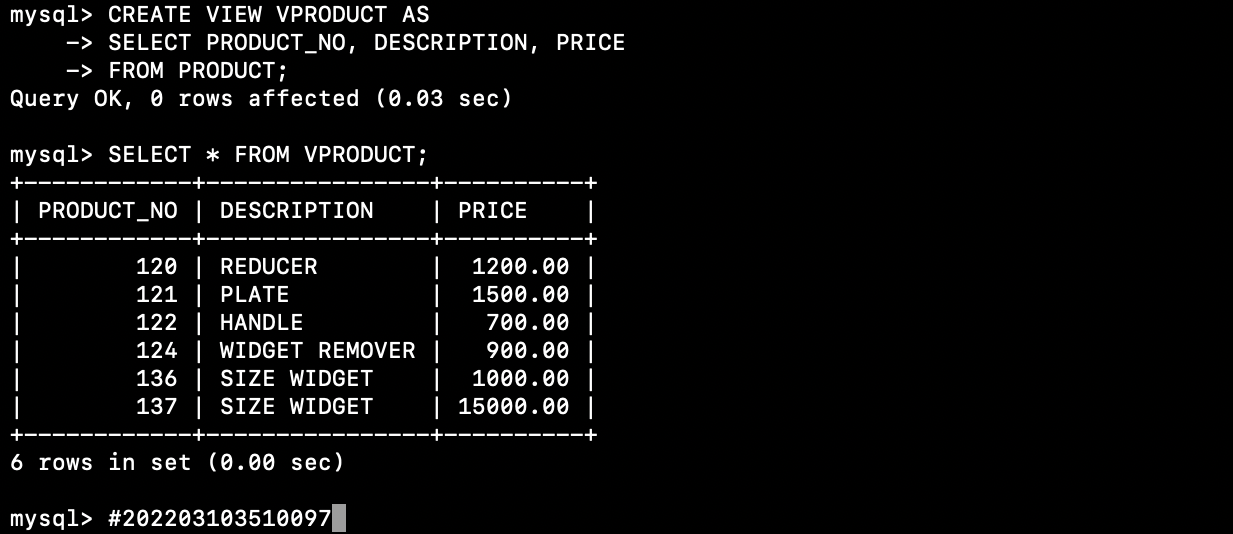 mysql> CREATE VIEW VPRODUCT AS
    -> SELECT PRODUCT_NO, DESCRIPTION, PRICE
    -> FROM PRODUCT;
Query OK, 0 rows affected (0.03 sec)

mysql> SELECT * FROM VPRODUCT;
+------------+----------------+----------+
| PRODUCT_NO | DESCRIPTION    | PRICE    |
+------------+----------------+----------+
|        120 | REDUCER        |  1200.00 |
|        121 | PLATE          |  1500.00 |
|        122 | HANDLE         |   700.00 |
|        124 | WIDGET REMOVER |   900.00 |
|        136 | SIZE WIDGET    |  1000.00 |
|        137 | SIZE WIDGET    | 15000.00 |
+------------+----------------+----------+
6 rows in set (0.00 sec)

mysql> #202203103510097